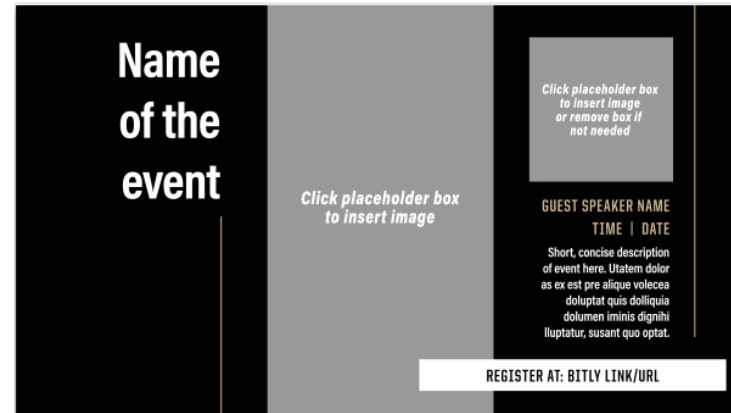 Name
of the
event
Click placeholder box
to insert image
Click placeholder box
to insert image
or remove box if
not needed
GUEST SPEAKER NAME
TIME | DATE
Short, concise description
of event here. Utatem dolor
as ex est pre alique volecea
doluptat quis dolliquia
dolumen iminis dignihi
lluptatur, susant quo optat.
REGISTER AT: BITLY LINK/URL